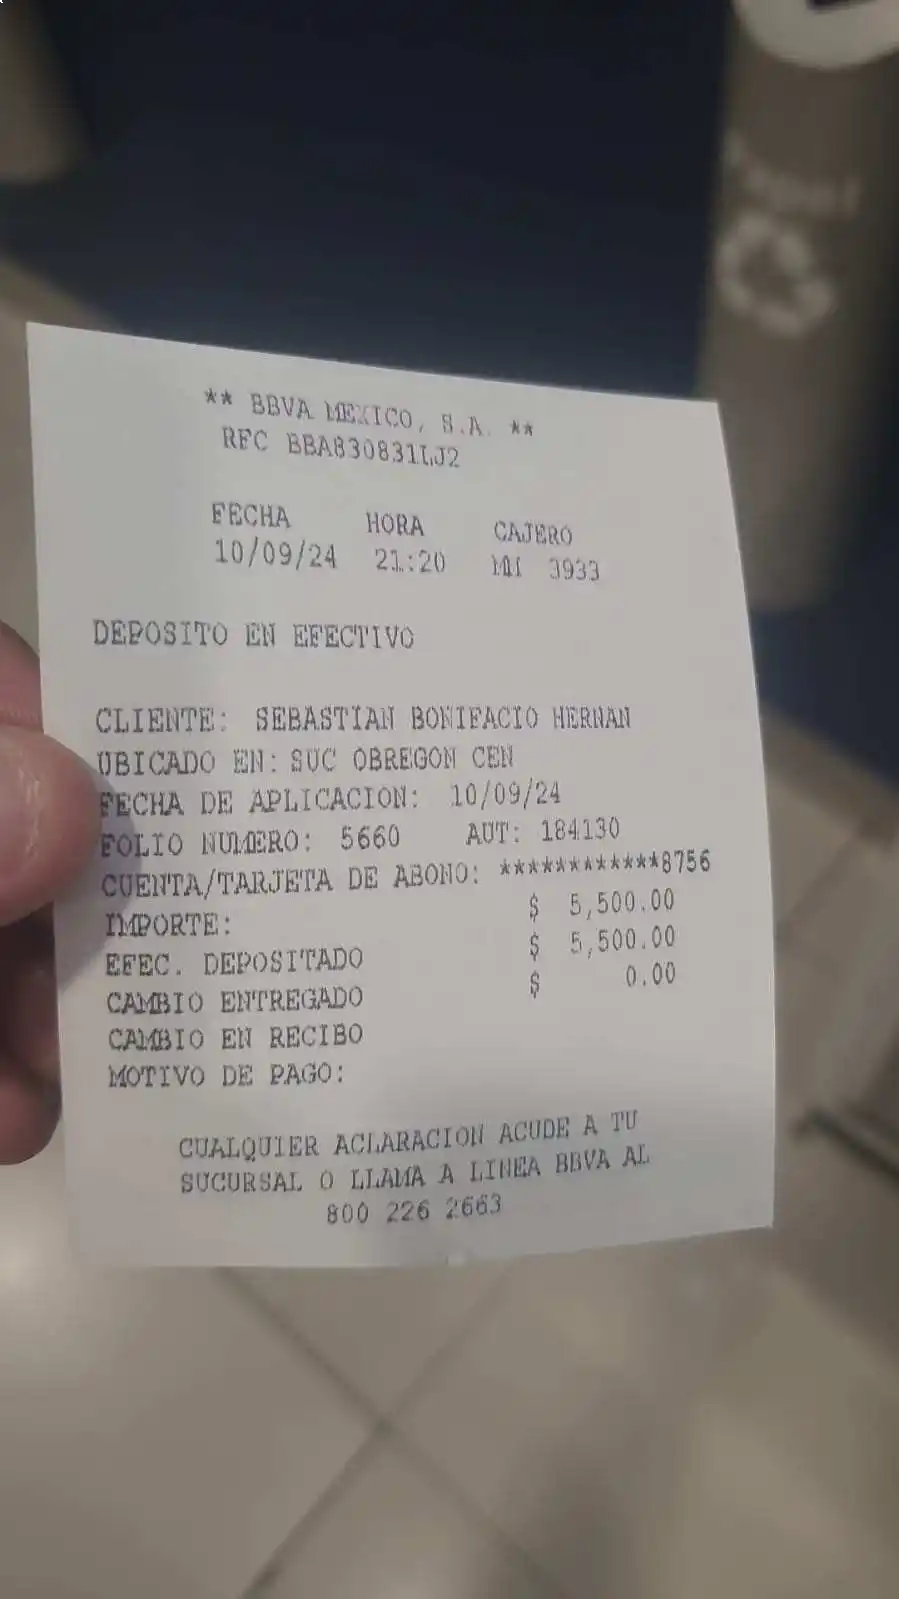 ** BBVA MEXICO, S.A. **
RFC BBA830831LJ2
FECHA HORA CAJERO
10/09/24 21:20 MI 3933
DEPOSITO EN EFECTIVO
CLIENTE: SEBASTIAN BONIFACIO HERNAN
UBICADO EN: SUC OBREGON CEN
FECHA DE APLICACION: 10/09/24
FOLIO NUMERO: 5660 AUT: 184130
CUENTA/TARJETA DE ABONO: ************8756
IMPORTE: $ 5,500.00
EFEC. DEPOSITADO $ 5,500.00
CAMBIO ENTREGADO $ 0.00
CAMBIO EN RECIBO
MOTIVO DE PAGO:
CUALQUIER ACLARACION ACUDE A TU
SUCURSAL O LLAMA A LINEA BBVA AL
800 226 2663